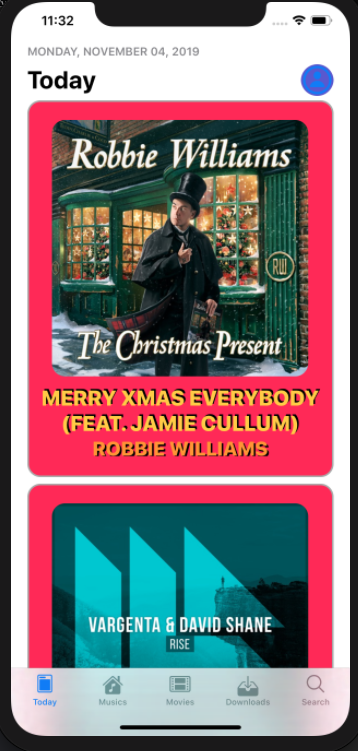 11:32
MONDAY, NOVEMBER 04, 2019
Today
Robbie Williams
RW
The Christmas Present
MERRY XMAS EVERYBODY
(FEAT. JAMIE CULLUM)
ROBBIE WILLIAMS
VARGENTA & DAVID SHANE
RISE
Today Musics Movies Downloads Search